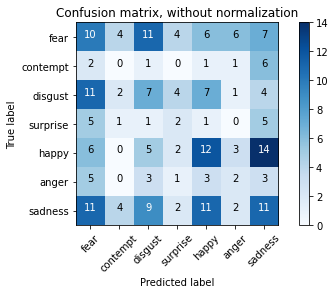 Confusion matrix, without normalization
fear 10 4 11 4 6 6 7
contempt 2 0 1 0 1 1 6
disgust 11 2 7 4 7 1 4
surprise 5 1 1 2 1 0 5
happy 6 0 5 2 12 3 14
anger 5 0 3 1 3 2 3
sadness 11 4 9 2 11 2 11
True label
fear contempt disgust surprise happy anger sadness
Predicted label
14
12
10
8
6
4
2
0